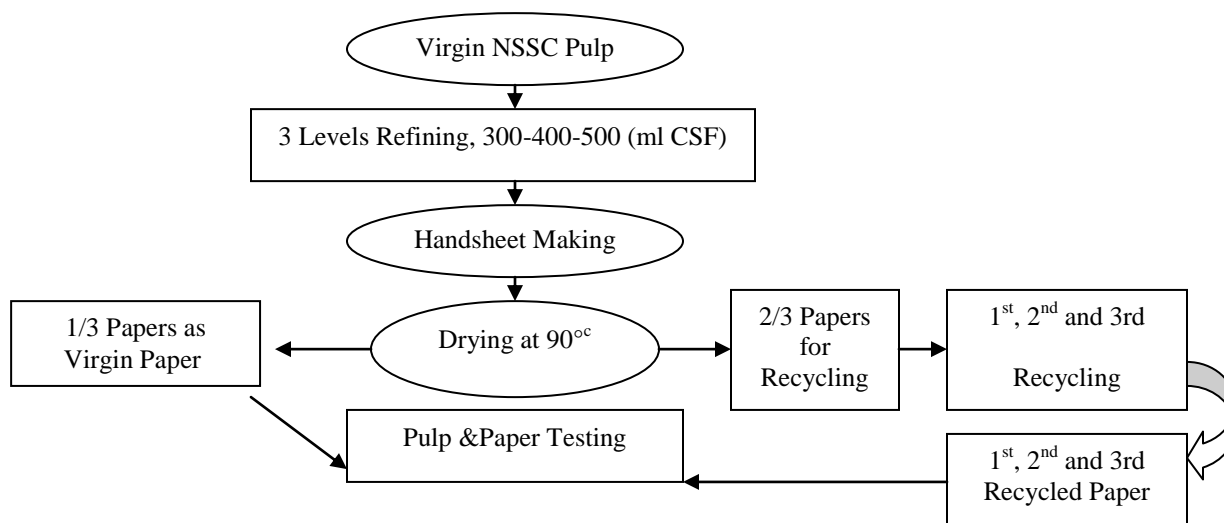 Virgin NSSC Pulp
3 Levels Refining, 300-400-500 (ml CSF)
Handsheet Making
Drying at 90°ᶜ
1/3 Papers as
Virgin Paper
2/3 Papers
for
Recycling
1ˢᵗ, 2ⁿᵈ and 3rd
Recycling
Pulp &Paper Testing
1ˢᵗ, 2ⁿᵈ and 3rd
Recycled Paper